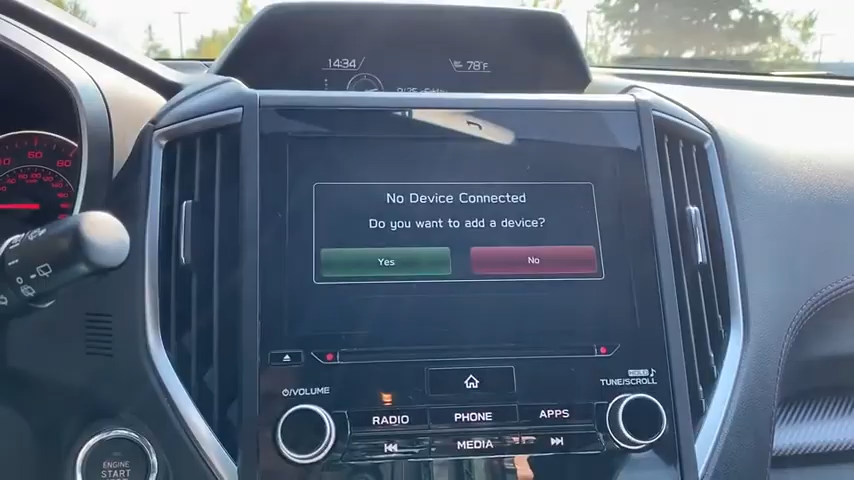 14:34
78°F
No Device Connected
Do you want to add a device?
Yes
No
VOLUME
HOLD
TUNE/SCROLL
RADIO
PHONE
APPS
MEDIA
ENGINE
START